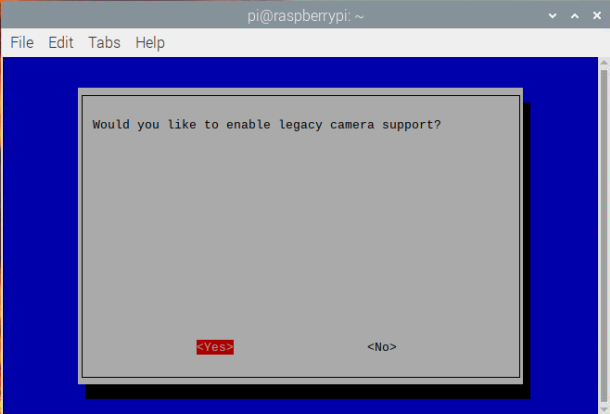 pi@raspberrypi: ~
File Edit Tabs Help
Would you like to enable legacy camera support?
<Yes> <No>